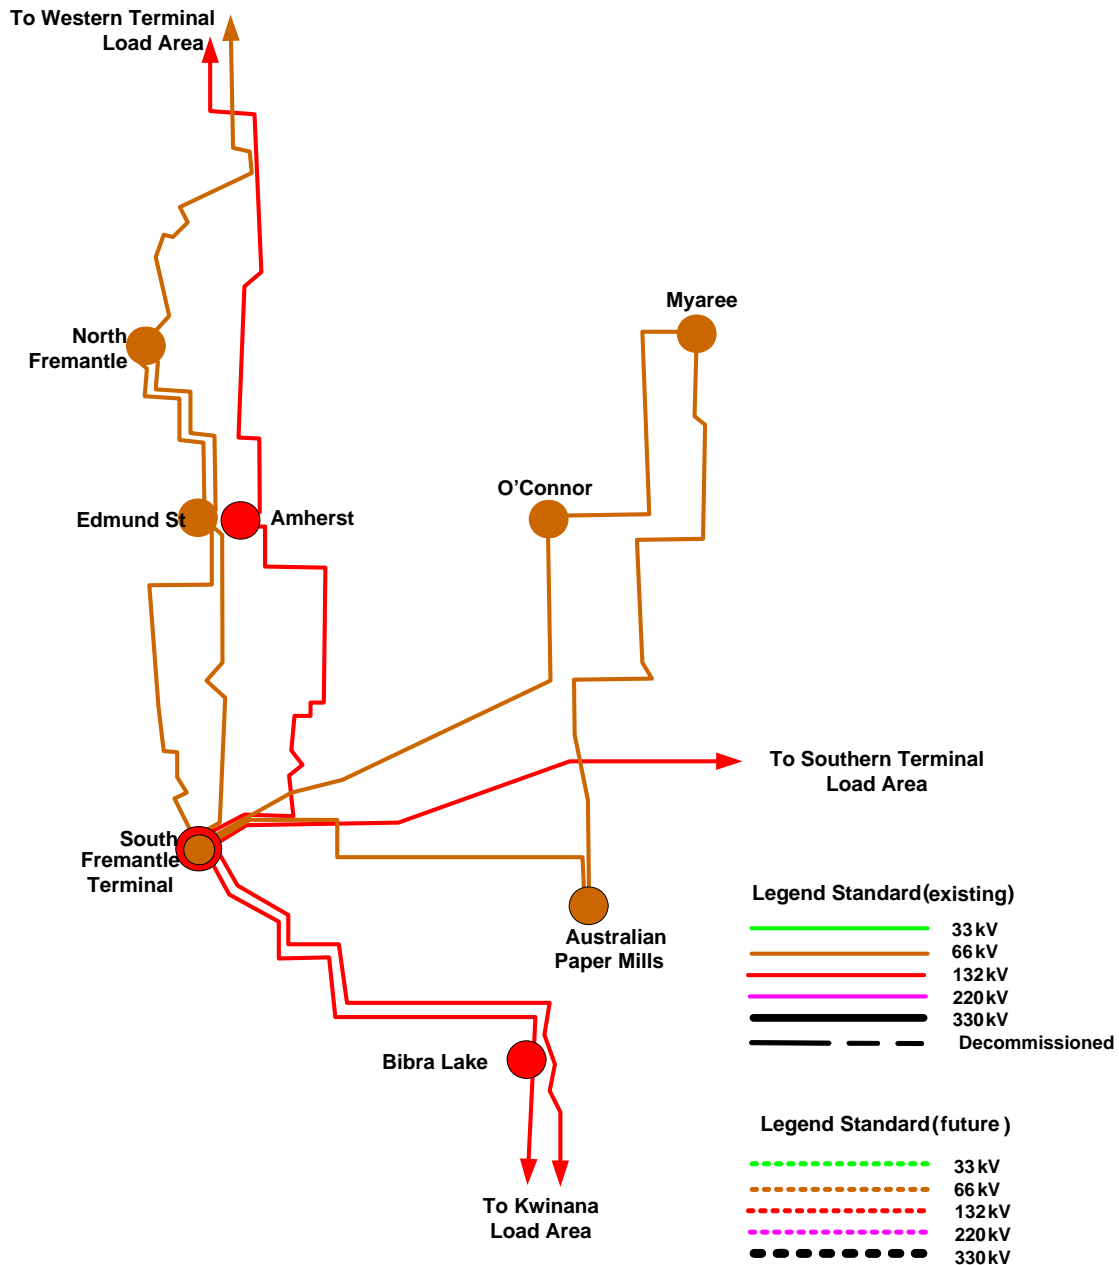 To Western Terminal
Load Area
Myaree
North
Fremantle
O'Connor
Edmund St
Amherst
To Southern Terminal
Load Area
South
Fremantle
Terminal
Legend Standard (existing)
33 kV
66 kV
132 kV
220 kV
330 kV
Decommissioned
Australian
Paper Mills
Bibra Lake
Legend Standard (future )
33 kV
66 kV
132 kV
220 kV
330 kV
To Kwinana
Load Area